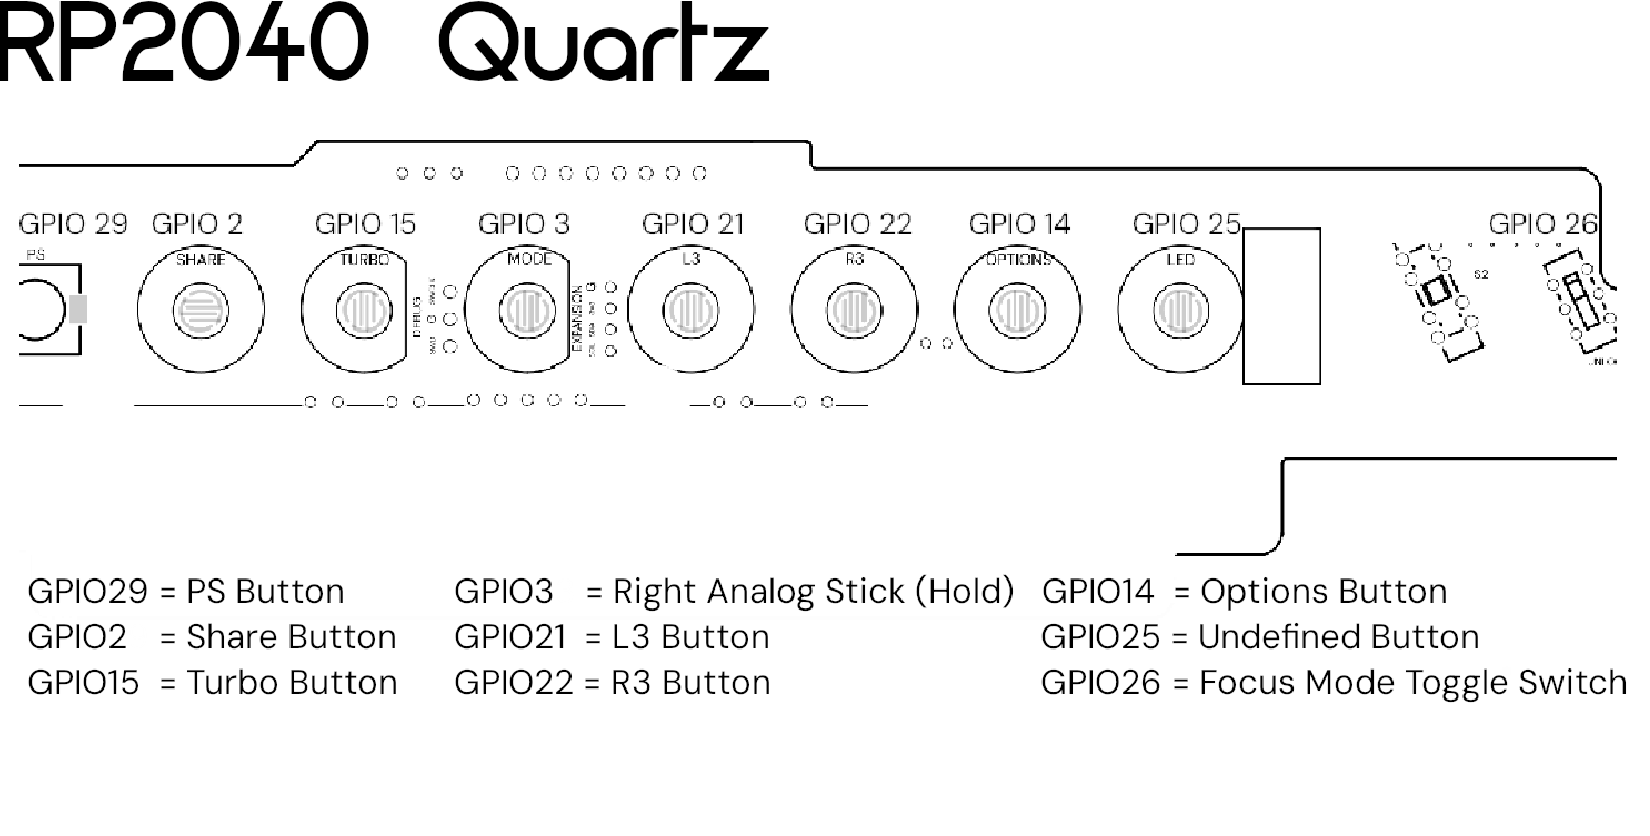 RP2040 Quartz
GPIO 29 GPIO 2 GPIO 15 GPIO 3 GPIO 21 GPIO 22 GPIO 14 GPIO 25 GPIO 26
PS SHARE TURBO MODE L3 R3 OPTIONS LED
S2
DEBUG
G
EXPANSION
G
GPIO29 = PS Button
GPIO2 = Share Button
GPIO15 = Turbo Button
GPIO3 = Right Analog Stick (Hold)
GPIO21 = L3 Button
GPIO22 = R3 Button
GPIO14 = Options Button
GPIO25 = Undefined Button
GPIO26 = Focus Mode Toggle Switch